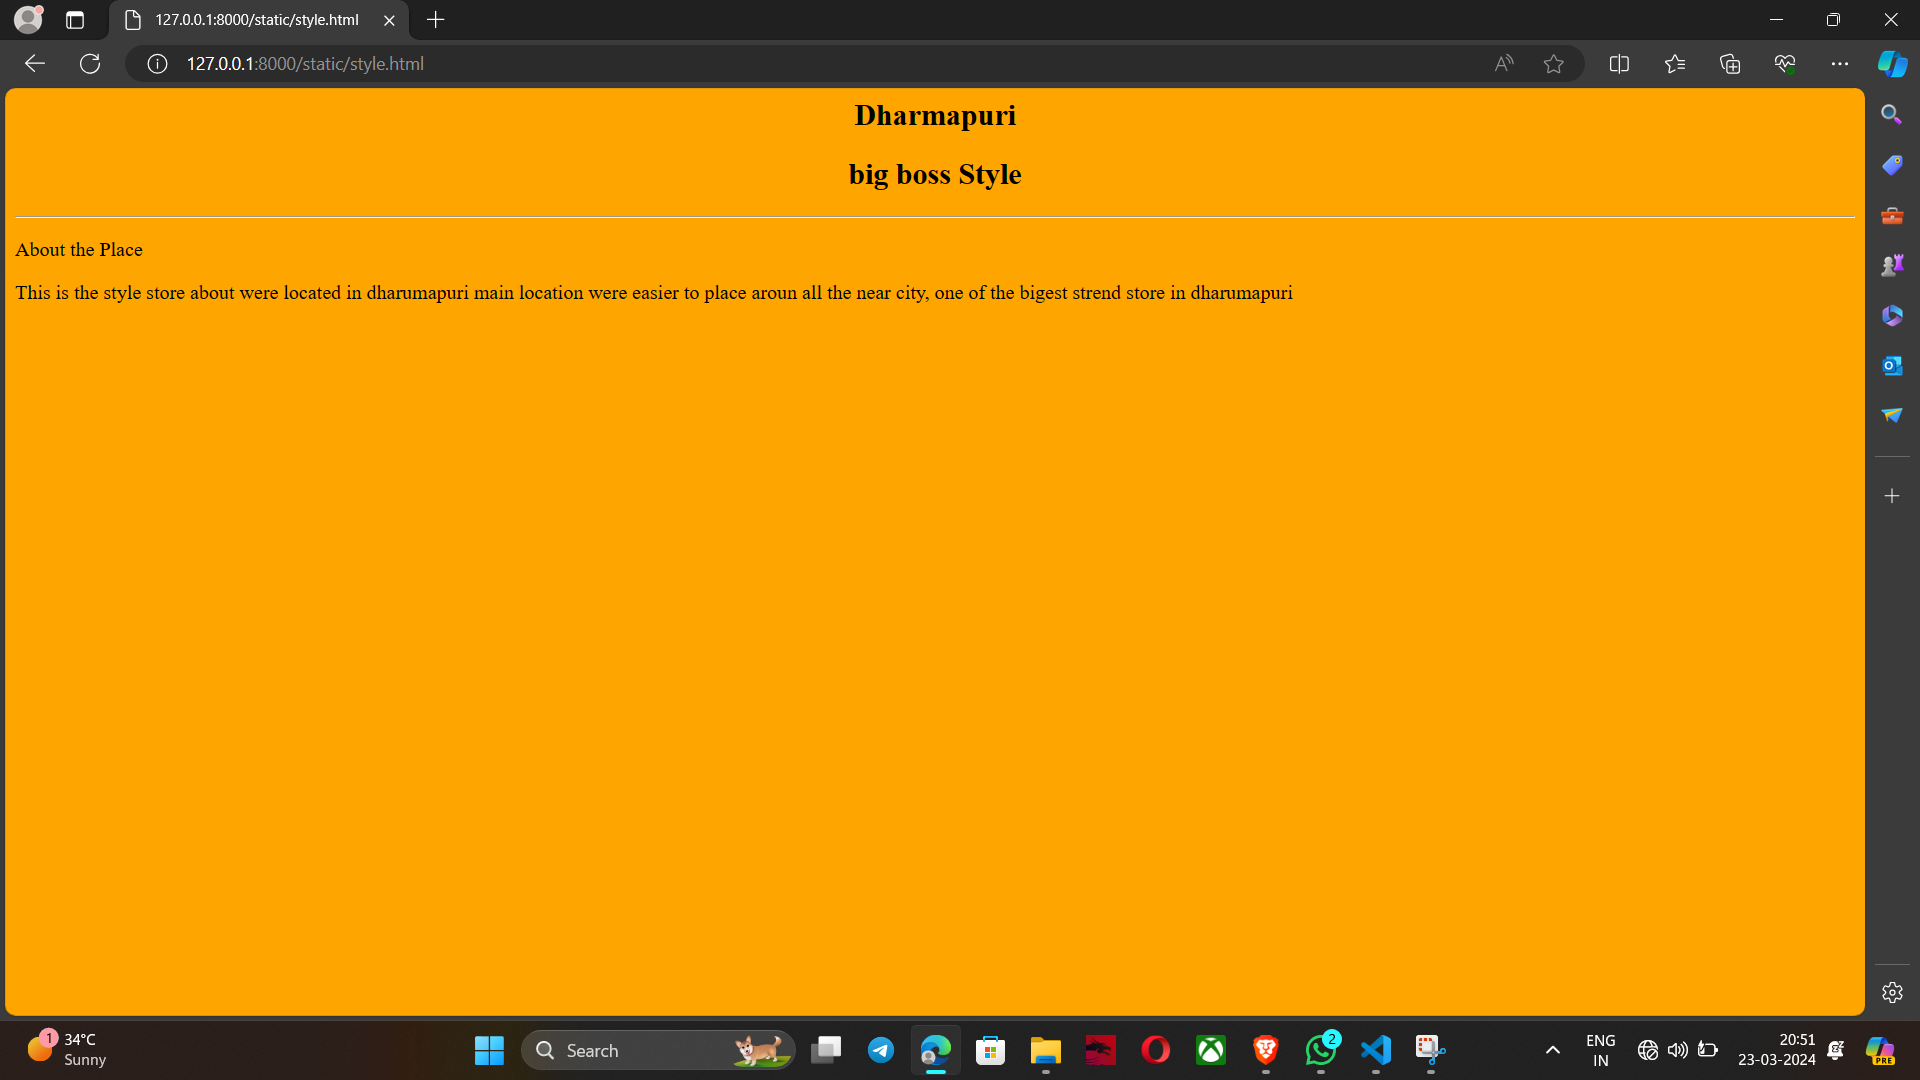 127.0.0.1:8000/static/style.html
127.0.0.1:8000/static/style.html
Dharmapuri
big boss Style
About the Place
This is the style store about were located in dharumapuri main location were easier to place aroun all the near city, one of the bigest strend store in dharumapuri
1
34°C
Sunny
Search
2
ENG
IN
20:51
23-03-2024
PRE